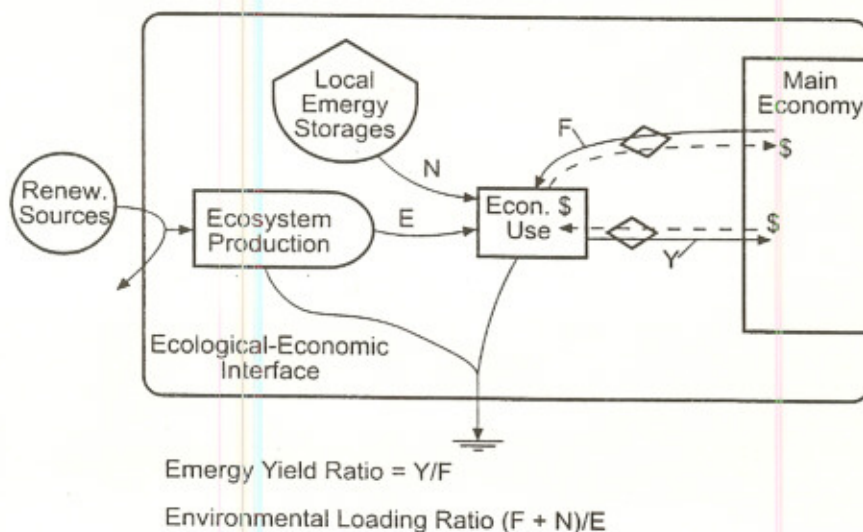 Local
Emergy
Storages
Main
Economy
F
$
N
Renew.
Sources
Ecosystem
Production
E
Econ. $
Use
$
Y
Ecological-Economic
Interface
Emergy Yield Ratio = Y/F
Environmental Loading Ratio (F + N)/E